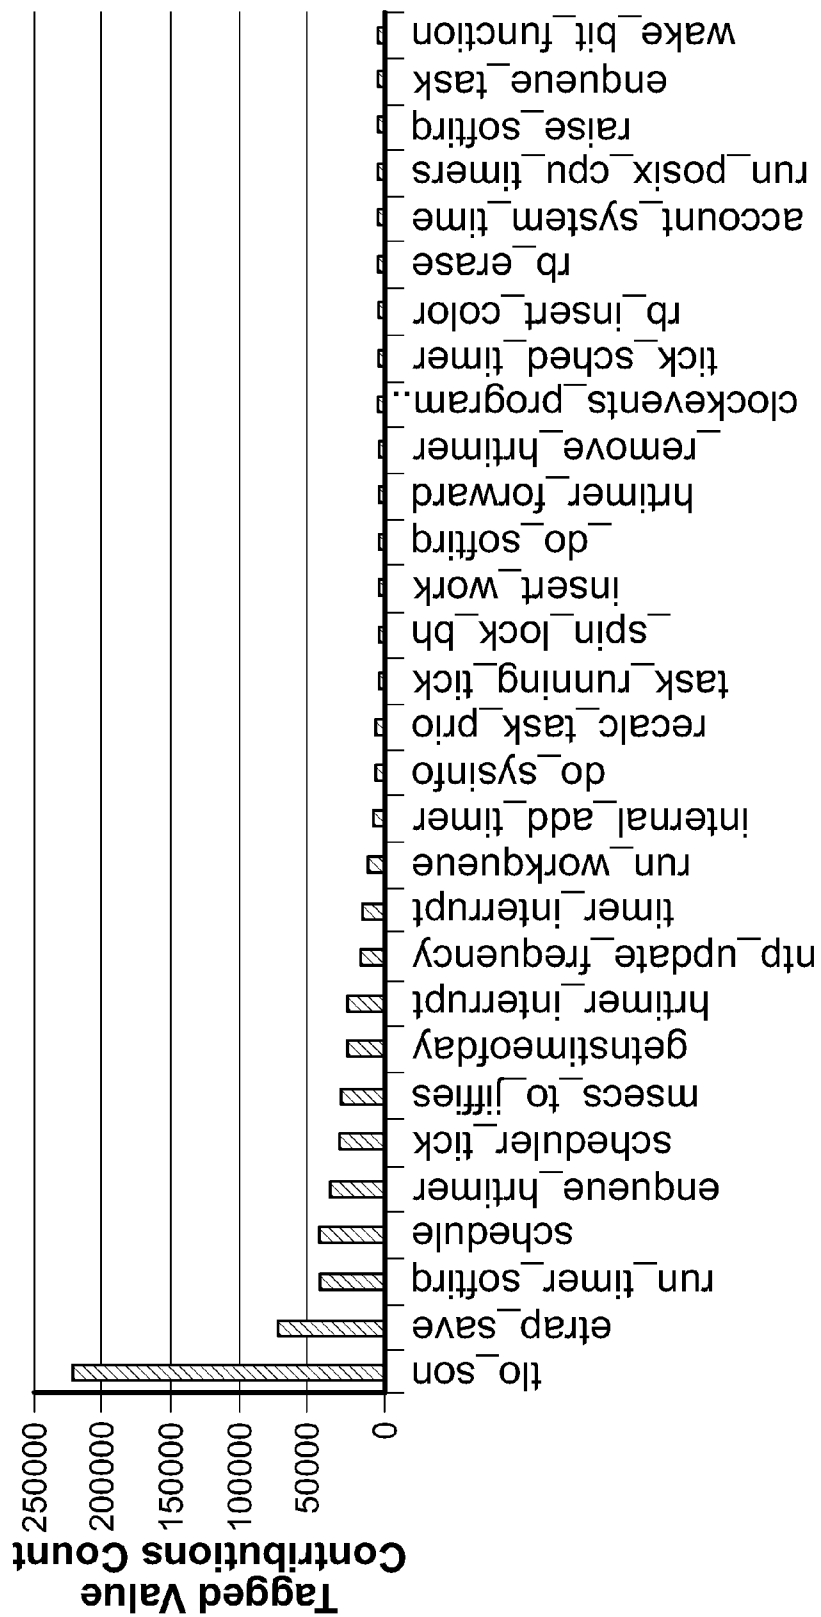 Tagged Value
Contributions Count
250000
200000
150000
100000
50000
0
tlo_son
etrap_save
run_timer_softirq
schedule
enqueue_hrtimer
scheduler_tick
msecs_to_jiffies
getnstimeofday
hrtimer_interrupt
ntp_update_frequency
timer_interrupt
run_workqueue
internal_add_timer
do_sysinfo
recalc_task_prio
task_running_tick
_spin_lock_bh
insert_work
_do_softirq
hrtimer_forward
_remove_hrtimer
clockevents_program..
tick_sched_timer
rb_insert_color
rb_erase
account_system_time
run_posix_cpu_timers
raise_softirq
enqueue_task
wake_bit_function